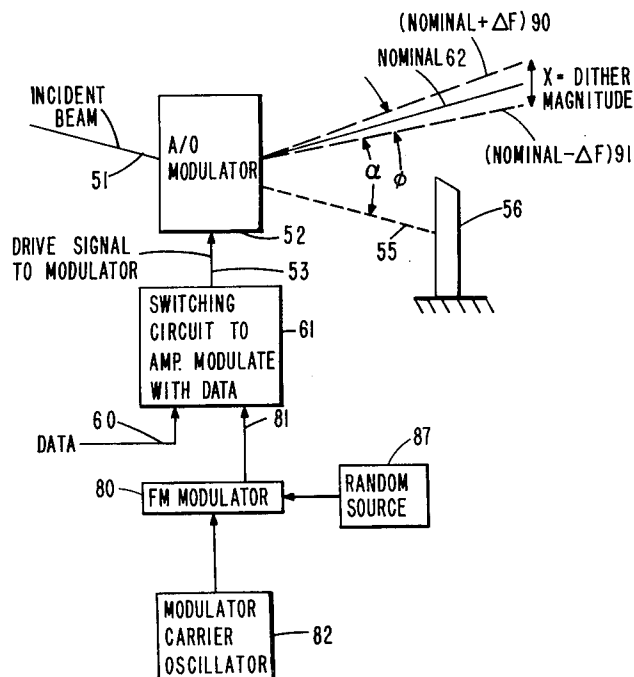 (NOMINAL+ΔF)90
NOMINAL 62
X= DITHER
MAGNITUDE
INCIDENT
BEAM
A/O
MODULATOR
51
(NOMINAL-ΔF)91
α
ϕ
56
52
55
DRIVE SIGNAL
TO MODULATOR
53
SWITCHING
CIRCUIT TO
AMP. MODULATE
WITH DATA
61
60
DATA
81
87
80
FM MODULATOR
RANDOM
SOURCE
MODULATOR
CARRIER
OSCILLATOR
82